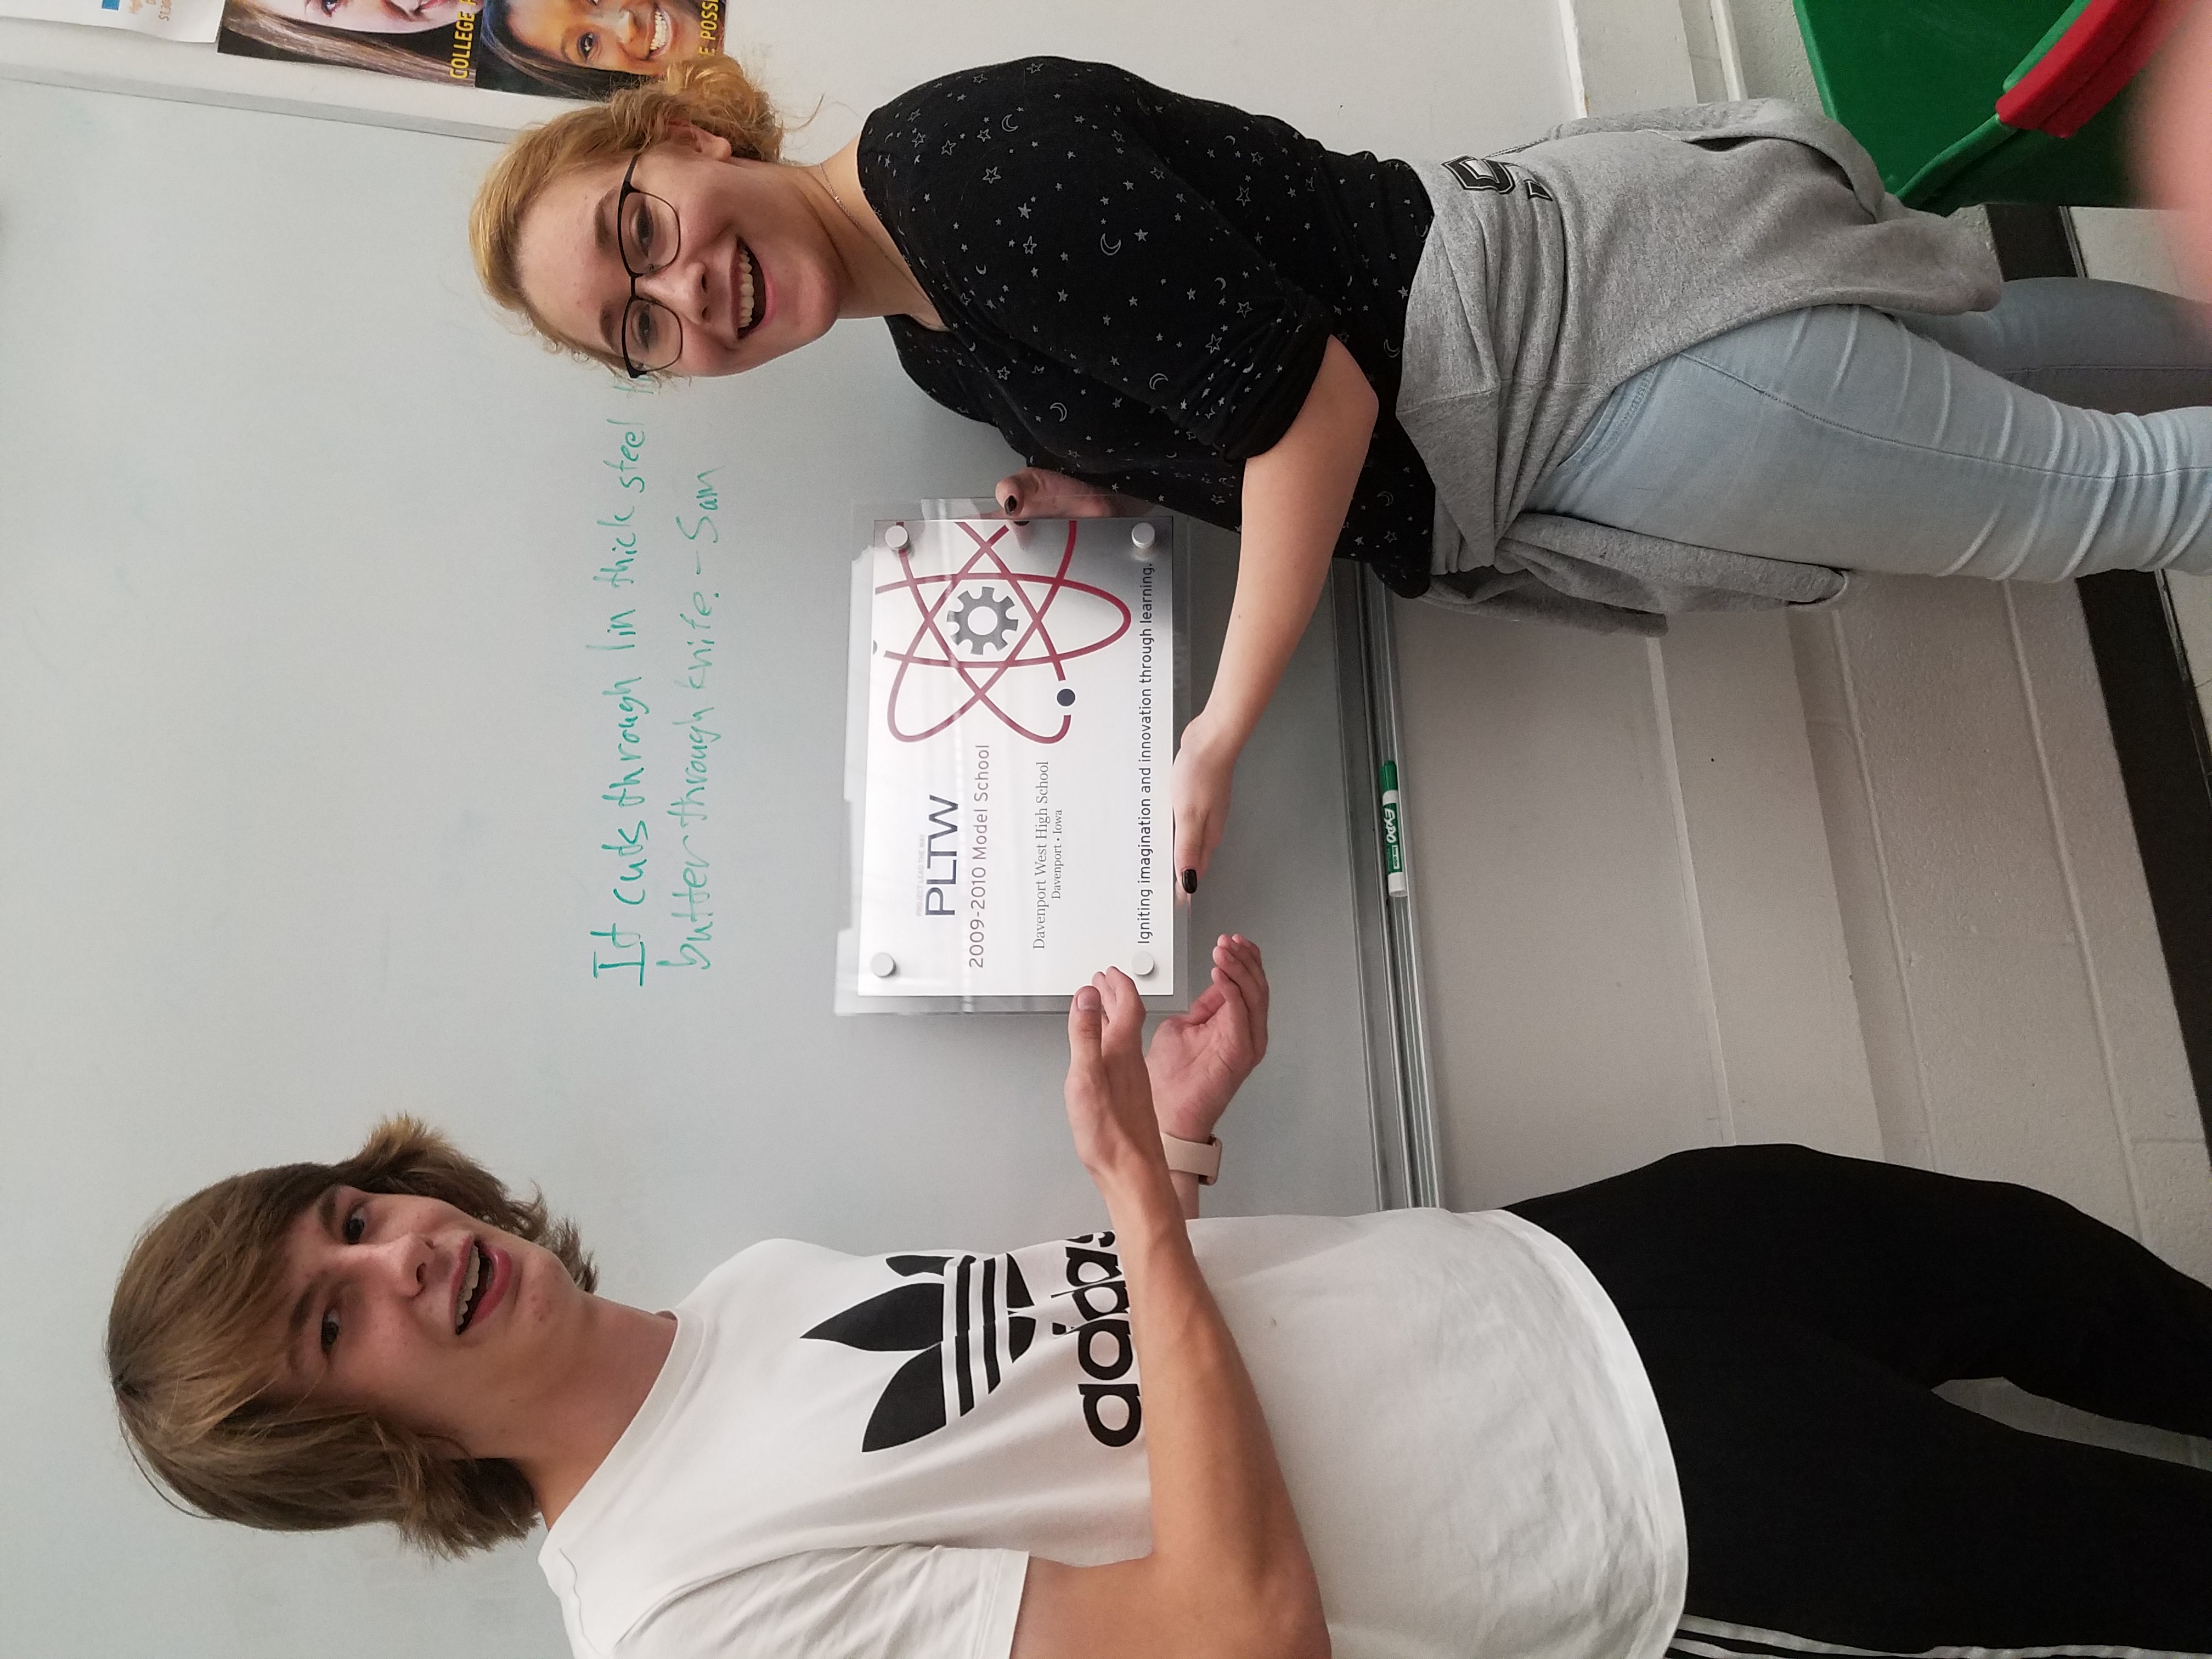 It cuts through 1in thick steel
butter through knife. - Sam
PROJECT LEAD THE WAY
PLTW
2009-2010 Model School
Davenport West High School
Davenport • Iowa
Igniting imagination and innovation through learning.
adidas
EXPO
COLLEGE
E POSS